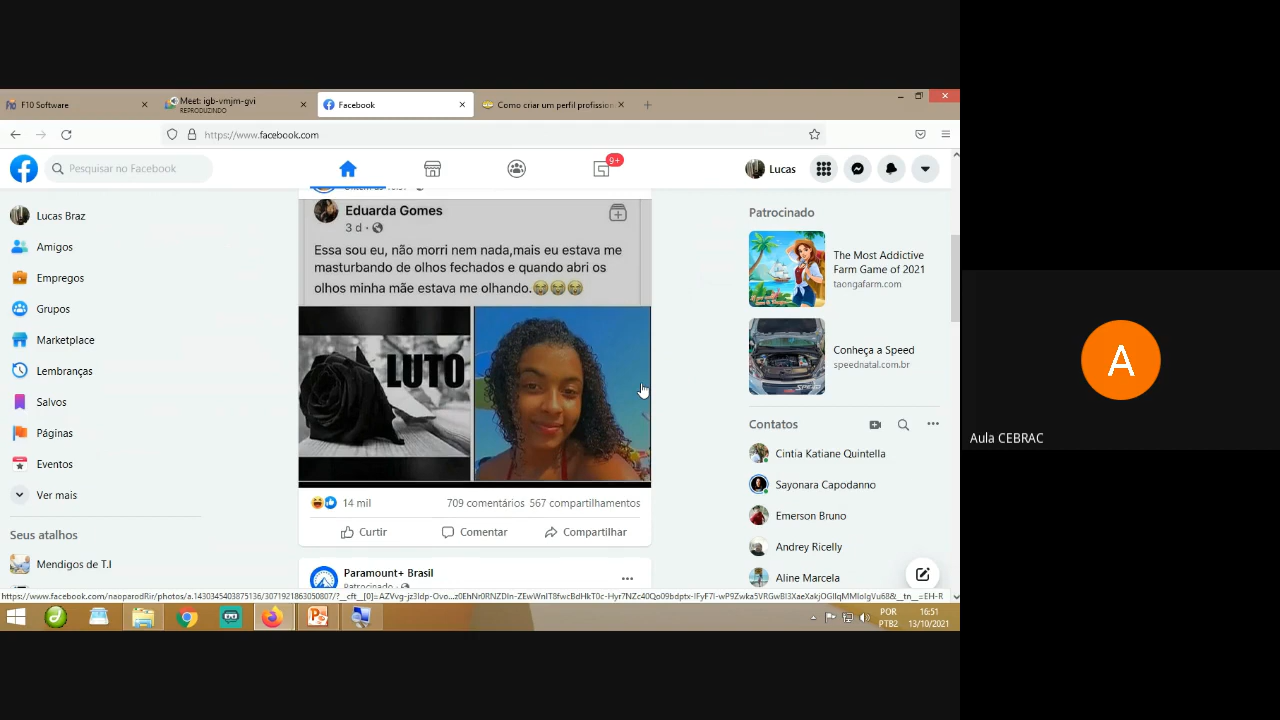 F10 Software
Meet: igb-vmjm-gvi
REPRODUZINDO
Facebook
Como criar um perfil profission
https://www.facebook.com
Pesquisar no Facebook
9+
Lucas
Lucas Braz
Amigos
Empregos
Grupos
Marketplace
Lembranças
Salvos
Páginas
Eventos
Ver mais
Seus atalhos
Mendigos de T.I
Eduarda Gomes
3 d
Essa sou eu, não morri nem nada,mais eu estava me
masturbando de olhos fechados e quando abri os
olhos minha mãe estava me olhando.😭😭😭
LUTO
14 mil
709 comentários 567 compartilhamentos
Curtir
Comentar
Compartilhar
Paramount+ Brasil
Patrocinado
Patrocinado
The Most Addictive
Farm Game of 2021
taongafarm.com
Conheça a Speed
speednatal.com.br
SPEED
Contatos
Cintia Katiane Quintella
Sayonara Capodanno
Emerson Bruno
Andrey Ricelly
Aline Marcela
POR
PTB2
16:51
13/10/2021
A
Aula CEBRAC